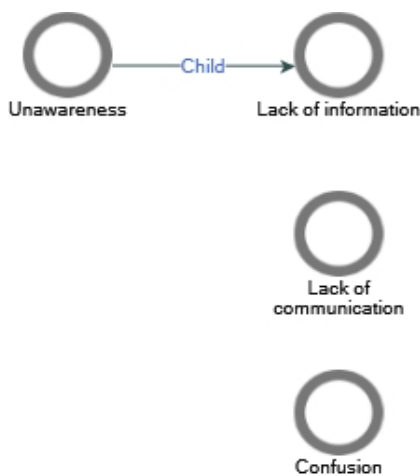 Child
Unawareness
Lack of information
Lack of
communication
Confusion